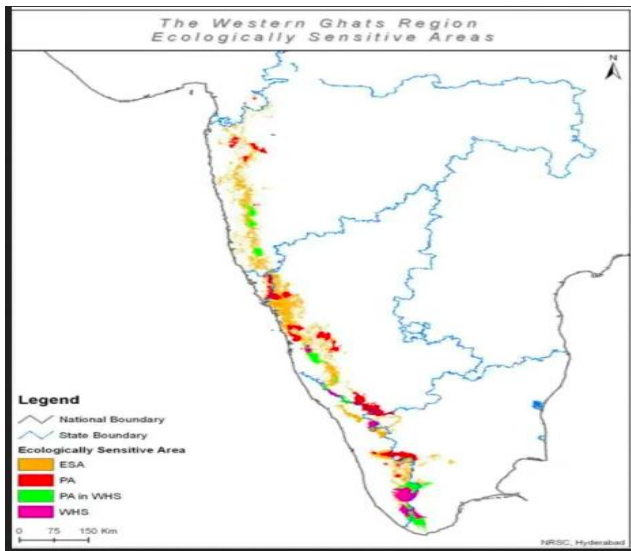 The Western Ghats Region
Ecologically Sensitive Areas
N
Legend
National Boundary
State Boundary
Ecologically Sensitive Area
ESA
PA
PA in WHS
WHS
0 75 150 Km
NRSC, Hyderabad